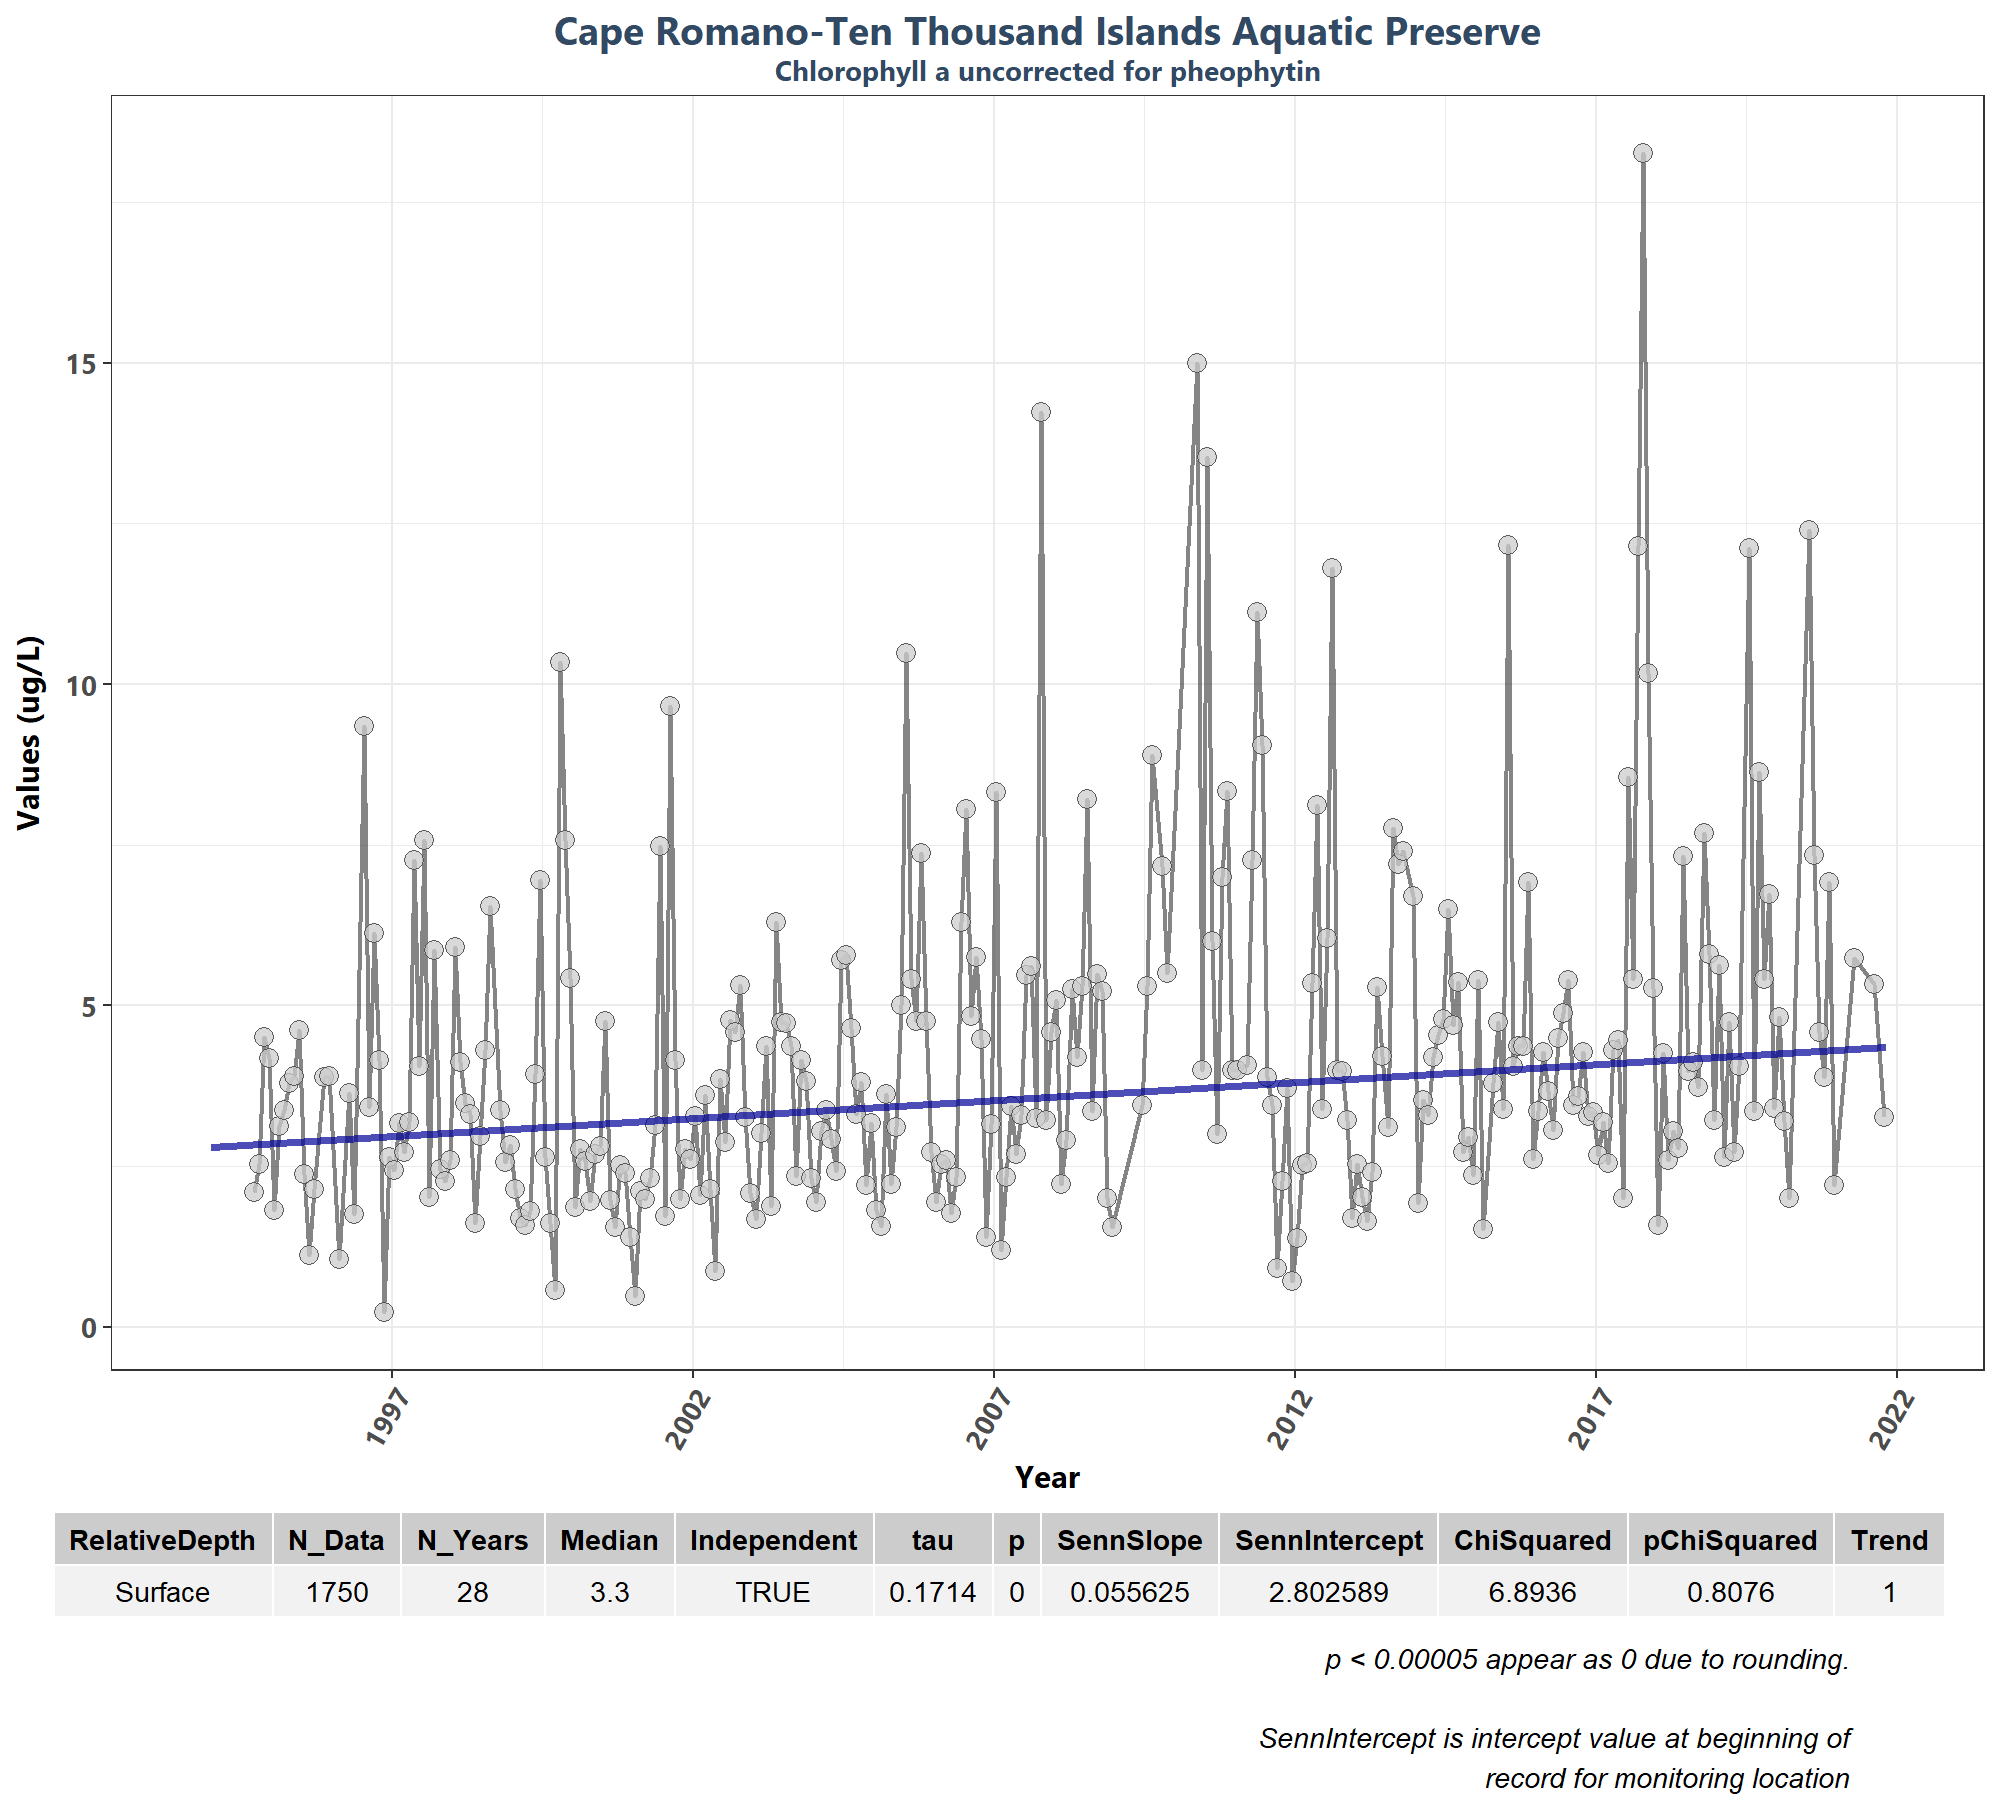 Cape Romano-Ten Thousand Islands Aquatic Preserve
Chlorophyll a uncorrected for pheophytin
Values (ug/L)
15
10
5
0
1997
2002
2007
2012
2017
2022
Year
RelativeDepth N_Data N_Years Median Independent tau p SennSlope SennIntercept ChiSquared pChiSquared Trend
Surface 1750 28 3.3 TRUE 0.1714 0 0.055625 2.802589 6.8936 0.8076 1
p < 0.00005 appear as 0 due to rounding.
SennIntercept is intercept value at beginning of
record for monitoring location